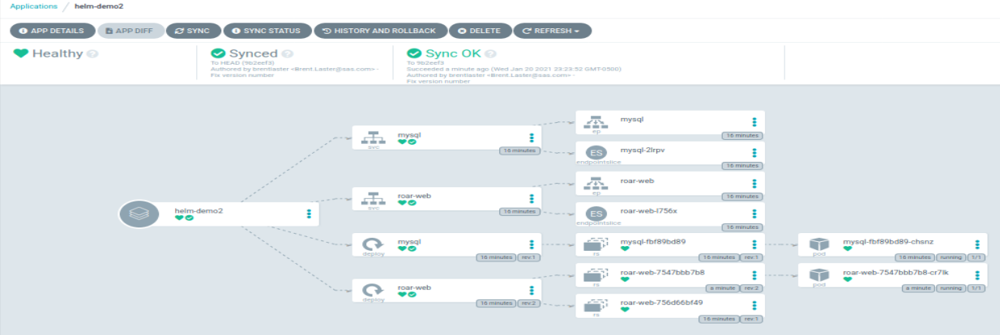 Applications / helm-demo2
APP DETAILS APP DIFF SYNC SYNC STATUS HISTORY AND ROLLBACK DELETE REFRESH
Healthy
Synced
To HEAD (9b2eef3)
Authored by brentlaster <Brent.Laster@sas.com> -
Fix version number
Sync OK
To 9b2eef3
Succeeded a minute ago (Wed Jan 20 2021 23:23:52 GMT-0500)
Authored by brentlaster <Brent.Laster@sas.com> -
Fix version number
helm-demo2
mysql
svc
16 minutes
roar-web
svc
16 minutes
mysql
deploy
16 minutes rev:1
roar-web
deploy
16 minutes rev:2
mysql
ep
16 minutes
ES
mysql-2lrpv
endpointslice
16 minutes
roar-web
ep
16 minutes
ES
roar-web-l756x
endpointslice
16 minutes
mysql-fbf89bd89
rs
16 minutes rev:1
roar-web-7547bbb7b8
rs
a minute rev:2
roar-web-756d66bf49
rs
16 minutes rev:1
mysql-fbf89bd89-chsnz
pod
16 minutes running 1/1
roar-web-7547bbb7b8-cr7lk
pod
a minute running 1/1